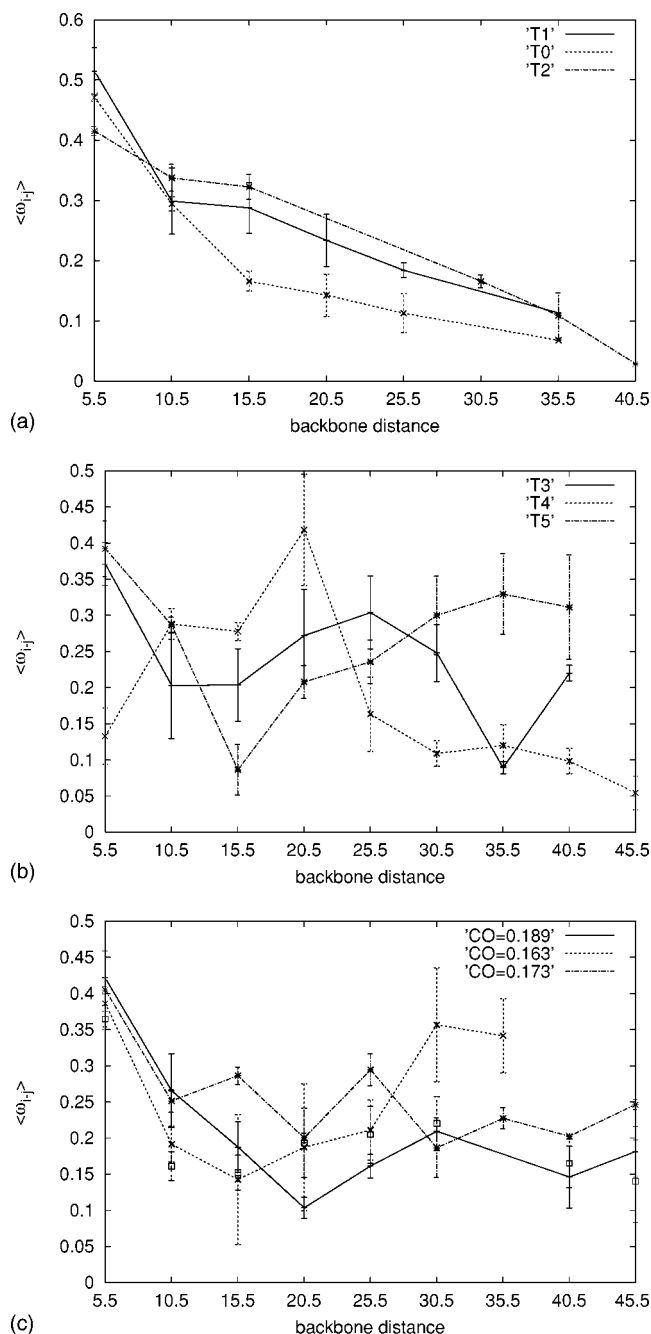 'T1'
'T0'
'T2'
0.6
0.5
0.4
0.3
0.2
0.1
0
<ω_{i-j}>
5.5 10.5 15.5 20.5 25.5 30.5 35.5 40.5
(a)
backbone distance
'T3'
'T4'
'T5'
0.5
0.45
0.4
0.35
0.3
0.25
0.2
0.15
0.1
0.05
0
<ω_{i-j}>
5.5 10.5 15.5 20.5 25.5 30.5 35.5 40.5 45.5
(b)
backbone distance
'CO=0.189'
'CO=0.163'
'CO=0.173'
0.5
0.45
0.4
0.35
0.3
0.25
0.2
0.15
0.1
0.05
0
<ω_{i-j}>
5.5 10.5 15.5 20.5 25.5 30.5 35.5 40.5 45.5
(c)
backbone distance